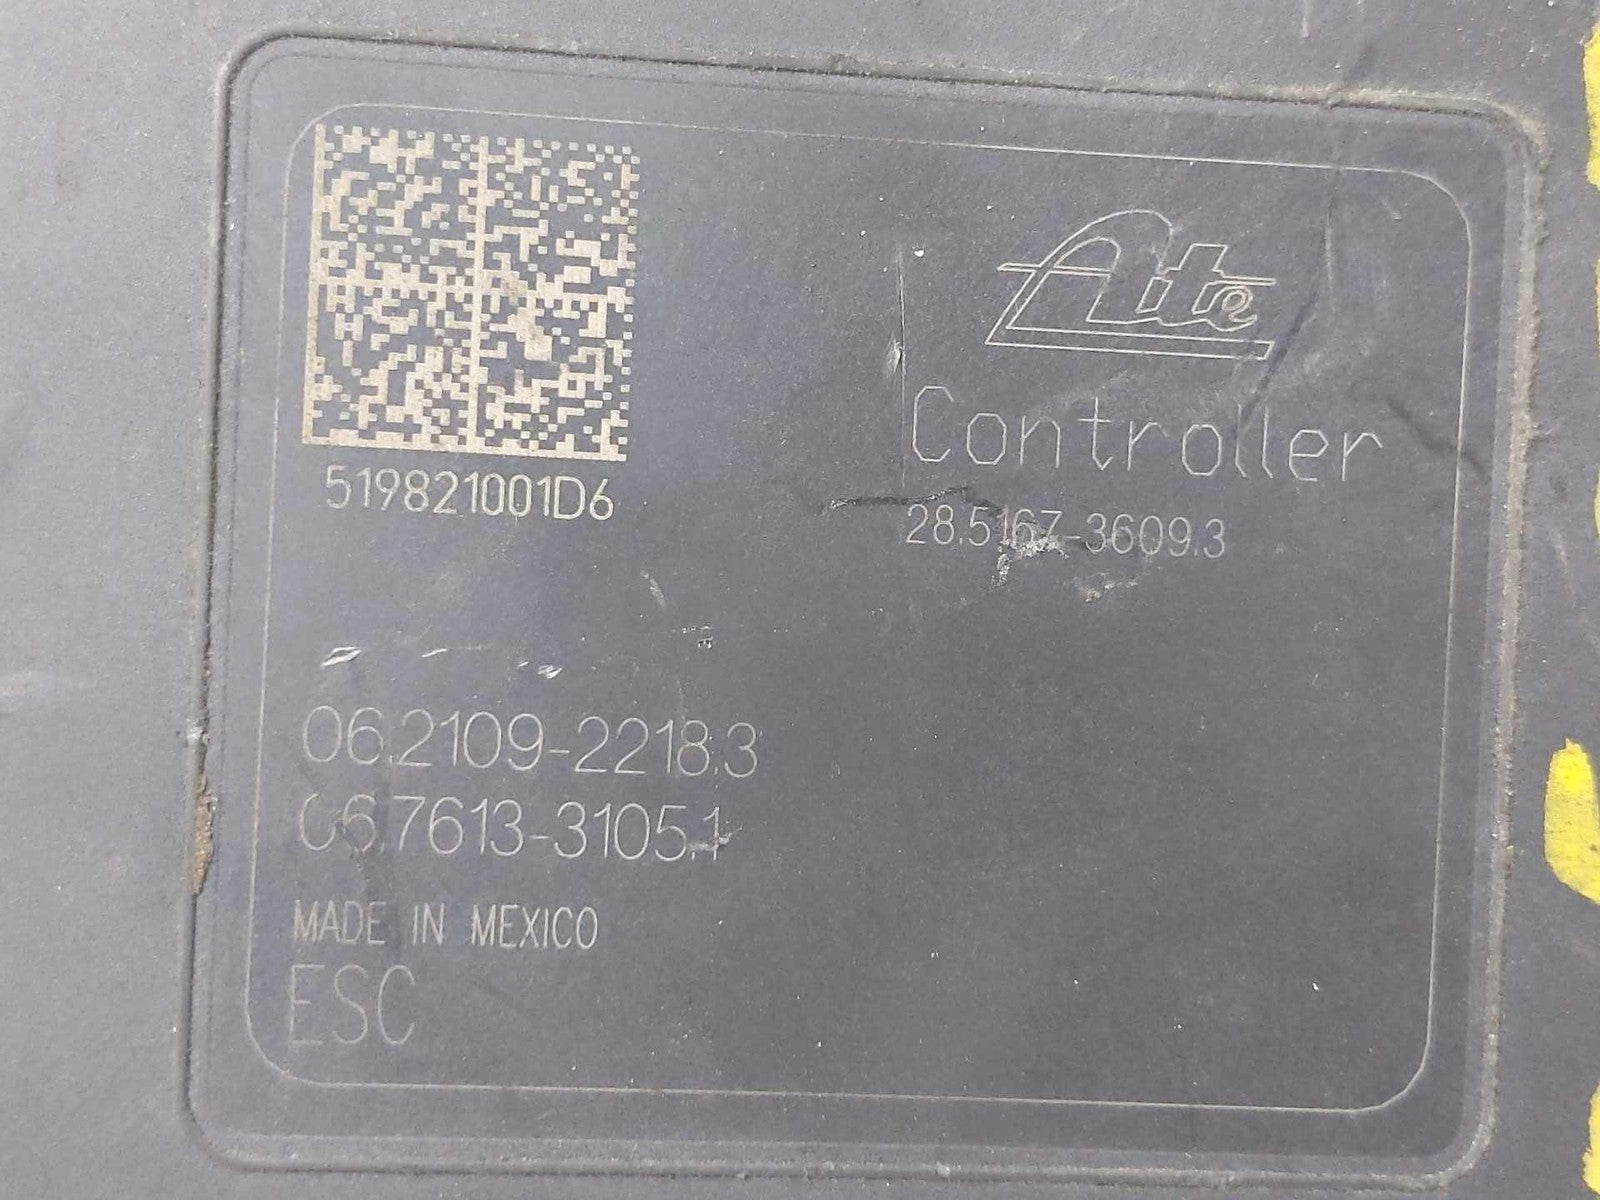 Ate
Controller
519821001D6
28.5167-3609.3
06.2109-2218.3
06.7613-3105.1
MADE IN MEXICO
ESC